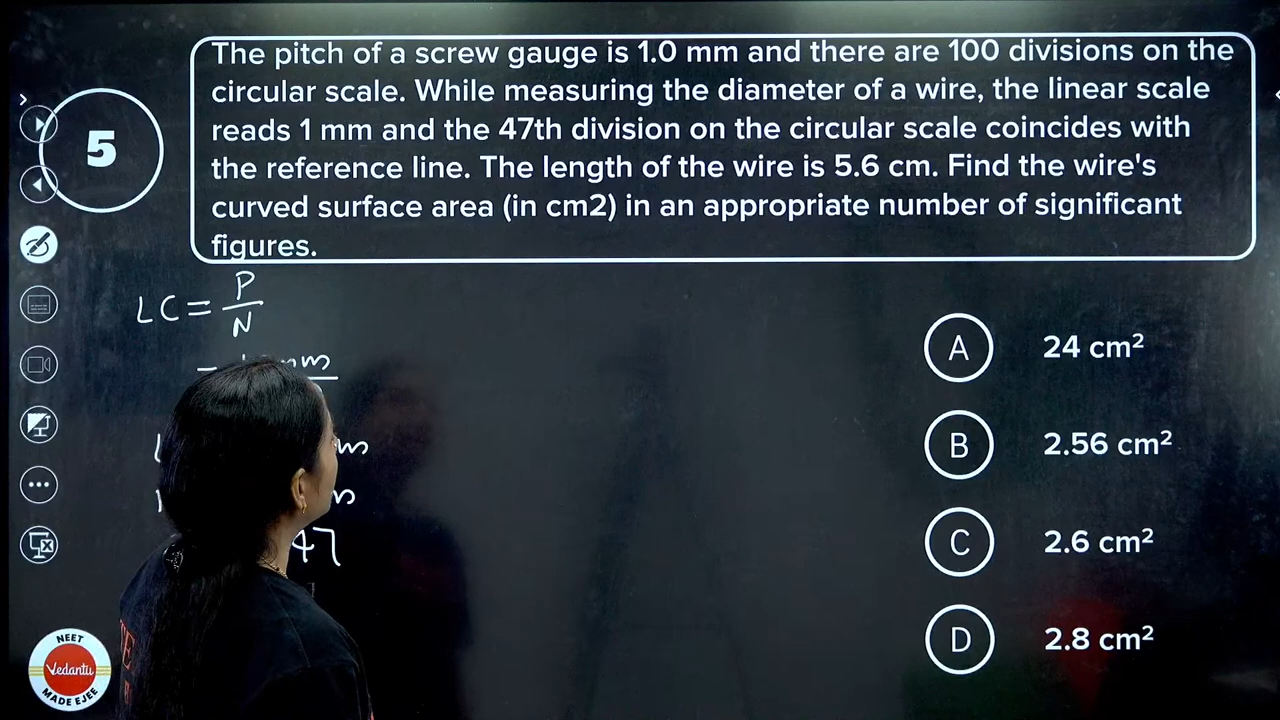 The pitch of a screw gauge is 1.0 mm and there are 100 divisions on the
circular scale. While measuring the diameter of a wire, the linear scale
reads 1 mm and the 47th division on the circular scale coincides with
the reference line. The length of the wire is 5.6 cm. Find the wire's
curved surface area (in cm2) in an appropriate number of significant
figures.
5
LC = P/N
=
mm
47
A 24 cm²
B 2.56 cm²
C 2.6 cm²
D 2.8 cm²
NEET
Vedantu
MADE EJEE